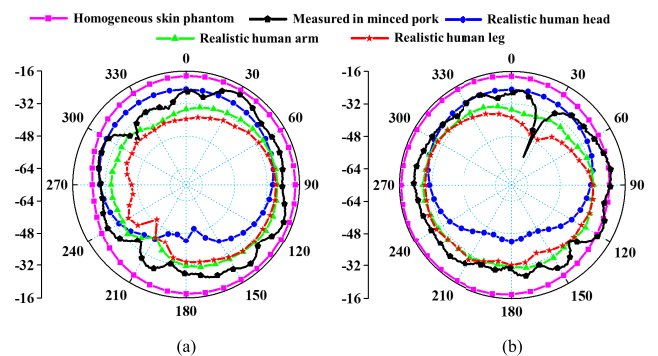 Homogeneous skin phantom Measured in minced pork Realistic human head
Realistic human arm Realistic human leg
-16 0 -16 0
330 30 330 30
-32 -32
300 60 300 60
-48 -48
-64 -64
270 90 270 90
-64 -64
-48 -48
240 120 240 120
-32 -32
210 150 210 150
-16 180 -16 180
(a) (b)